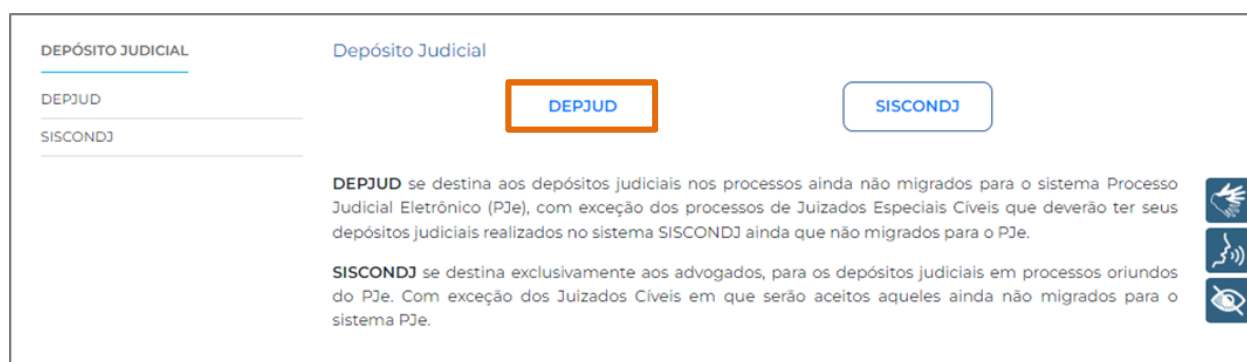 DEPÓSITO JUDICIAL
DEPJUD
SISCONDJ
Depósito Judicial
DEPJUD
SISCONDJ
DEPJUD se destina aos depósitos judiciais nos processos ainda não migrados para o sistema Processo
Judicial Eletrônico (PJe), com exceção dos processos de Juizados Especiais Cíveis que deverão ter seus
depósitos judiciais realizados no sistema SISCONDJ ainda que não migrados para o PJe.
SISCONDJ se destina exclusivamente aos advogados, para os depósitos judiciais em processos oriundos
do PJe. Com exceção dos Juizados Cíveis em que serão aceitos aqueles ainda não migrados para o
sistema PJe.